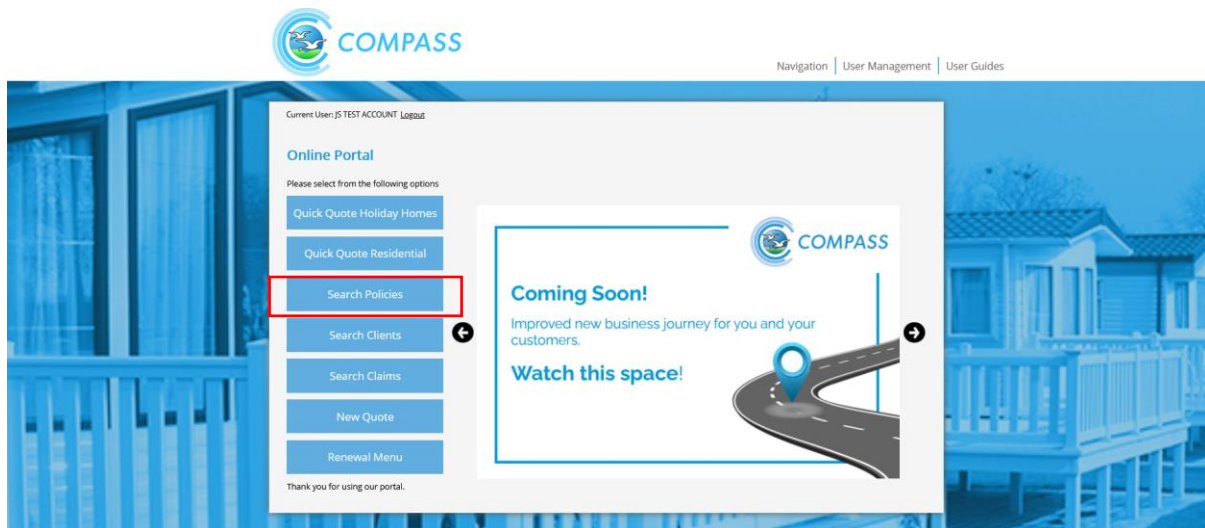 COMPASS
Navigation User Management User Guides
Current User: JS TEST ACCOUNT Logout
Online Portal
Please select from the following options
Quick Quote Holiday Homes
Quick Quote Residential
Search Policies
Search Clients
Search Claims
New Quote
Renewal Menu
Thank you for using our portal.
COMPASS
Coming Soon!
Improved new business journey for you and your
customers.
Watch this space!